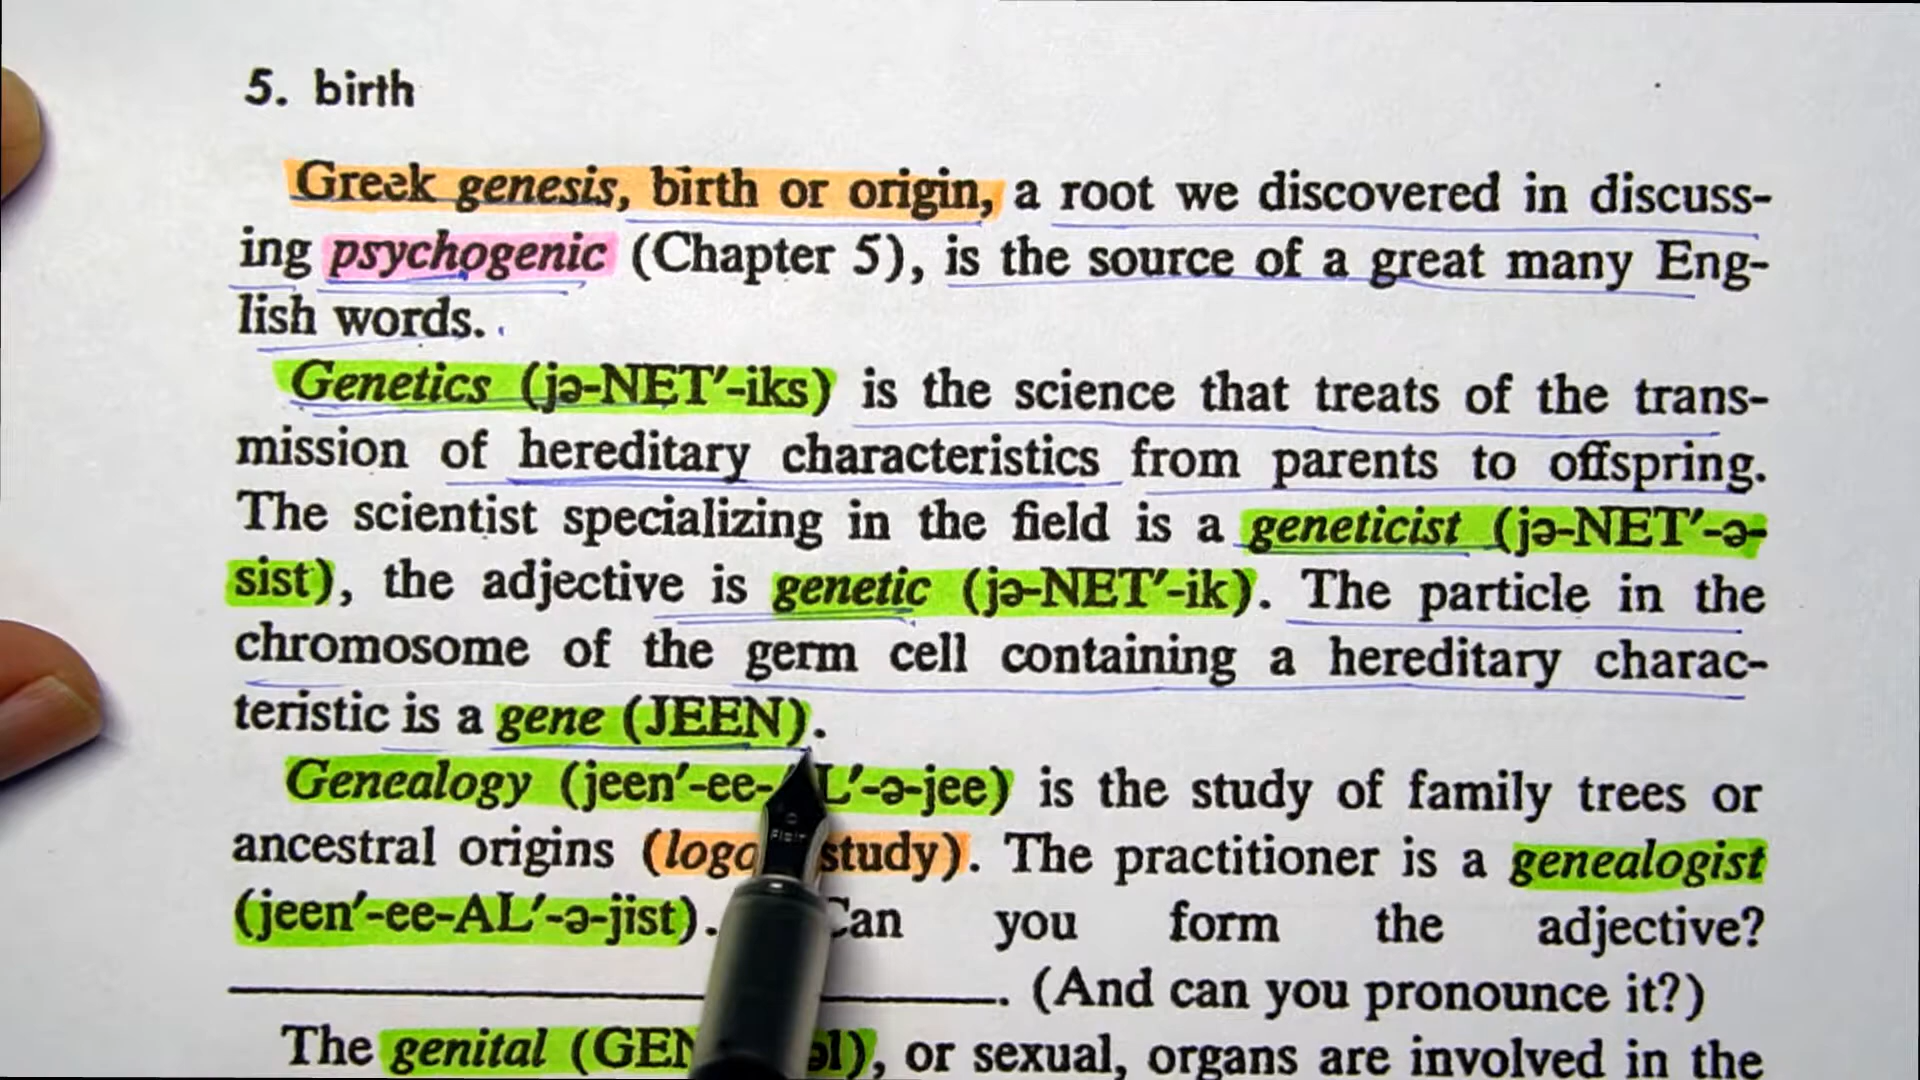 5. birth
Greek genesis, birth or origin, a root we discovered in discuss-
ing psychogenic (Chapter 5), is the source of a great many Eng-
lish words.
Genetics (jə-NET′-iks) is the science that treats of the trans-
mission of hereditary characteristics from parents to offspring.
The scientist specializing in the field is a geneticist (jə-NET′-ə-
sist), the adjective is genetic (jə-NET′-ik). The particle in the
chromosome of the germ cell containing a hereditary charac-
teristic is a gene (JEEN).
Genealogy (jeen′-ee- L′-ə-jee) is the study of family trees or
ancestral origins (logo study). The practitioner is a genealogist
(jeen′-ee-AL′-ə-jist). Can you form the adjective?
. (And can you pronounce it?)
The genital (GEN əl), or sexual, organs are involved in the